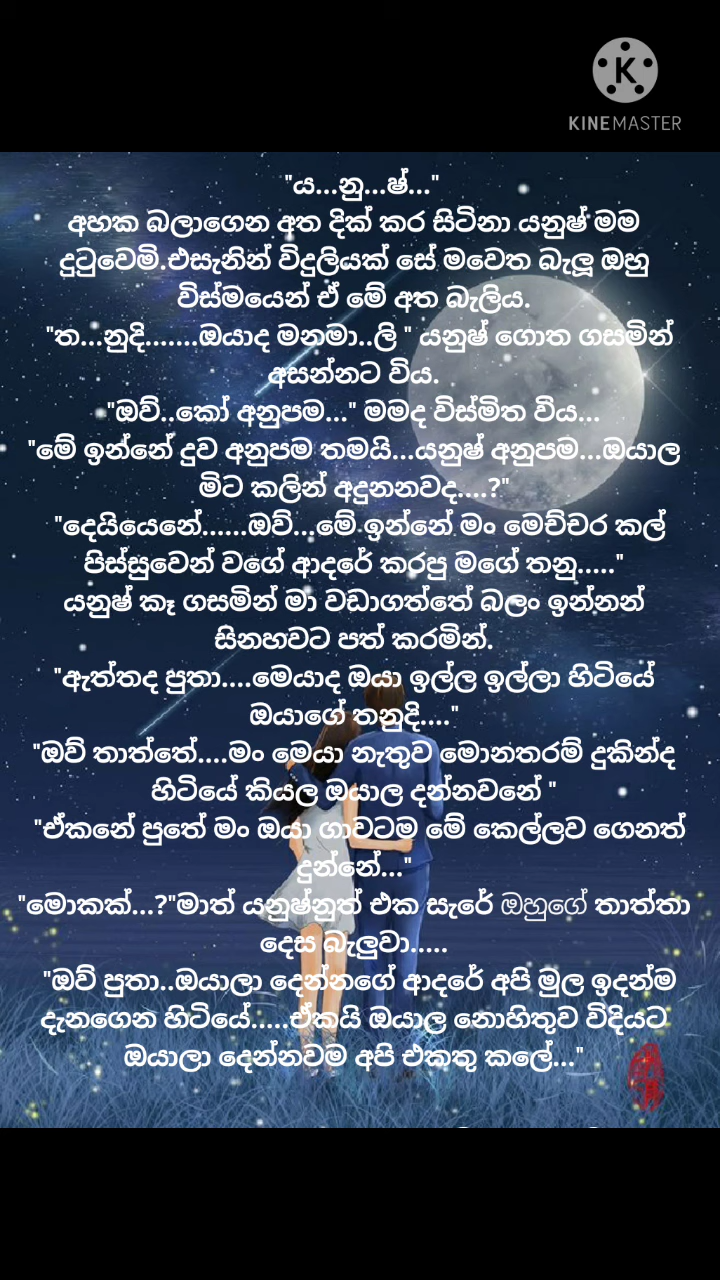 KINEMASTER
"ය...නු...ෂ්..."
අහක බලාගෙන අත දික් කර සිටිනා යනුෂ් මම
දුටුවෙමි.එසැනින් විදුලියක් සේ මවෙත බැලූ ඔහු
විස්මයෙන් ඒ මේ අත බැලිය.
"ත...නුදි.......ඔයාද මනමා..ලි " යනුෂ් ගොත ගසමින්
අසන්නට විය.
"ඔව්..කෝ අනුපම..." මමද විස්මිත වීය...
"මේ ඉන්නේ දුව අනුපම තමයි...යනුෂ් අනුපම...ඔයාල
මිට කලින් අදුනනවද....?"
"දෙයියෙනේ......ඔව්...මේ ඉන්නේ මං මෙච්චර කල්
පිස්සුවෙන් වගේ ආදරේ කරපු මගේ තනු....."
යනුෂ් කෑ ගසමින් මා වඩාගත්තේ බලං ඉන්නන්
සිනහවට පත් කරමින්.
"ඇත්තද පුතා....මෙයාද ඔයා ඉල්ල ඉල්ලා හිටියේ
ඔයාගේ තනුදි...."
"ඔව් තාත්තේ....මං මෙයා නැතුව මොනතරම් දුකින්ද
හිටියේ කියල ඔයාල දන්නවනේ "
"ඒකනේ පුතේ මං ඔයා ගාවටම මේ කෙල්ලව ගෙනත්
දුන්නේ..."
"මොකක්...?"මාත් යනුෂ්නුත් එක සැරේ ඔහුගේ තාත්තා
දෙස බැලුවා.....
"ඔව් පුතා..ඔයාලා දෙන්නගේ ආදරේ අපි මුල ඉදන්ම
දැනගෙන හිටියේ.....ඒකයි ඔයාල නොහිතුව විදියට
ඔයාලා දෙන්නවම අපි එකතු කලේ..."